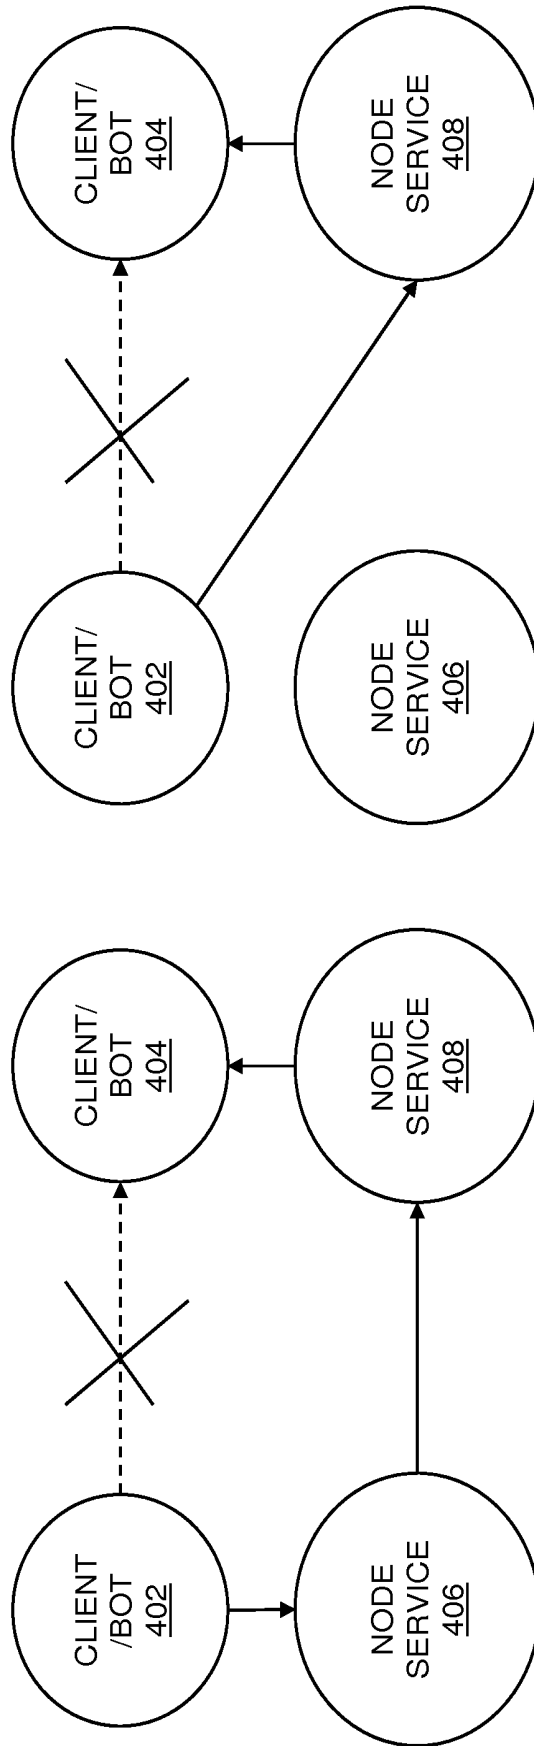 CLIENT
/BOT
402
CLIENT/
BOT
404
NODE
SERVICE
406
NODE
SERVICE
408
CLIENT/
BOT
402
CLIENT/
BOT
404
NODE
SERVICE
406
NODE
SERVICE
408